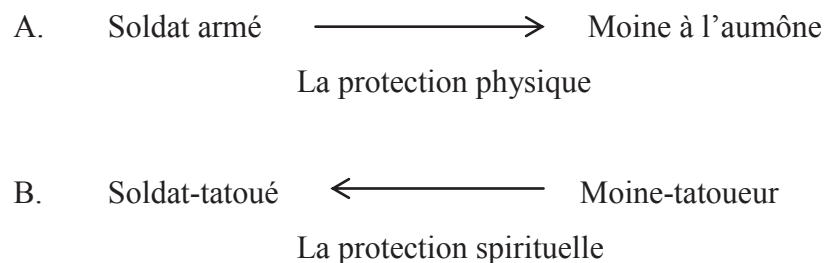 A. Soldat armé Moine à l’aumône
La protection physique
B. Soldat-tatoué Moine-tatoueur
La protection spirituelle